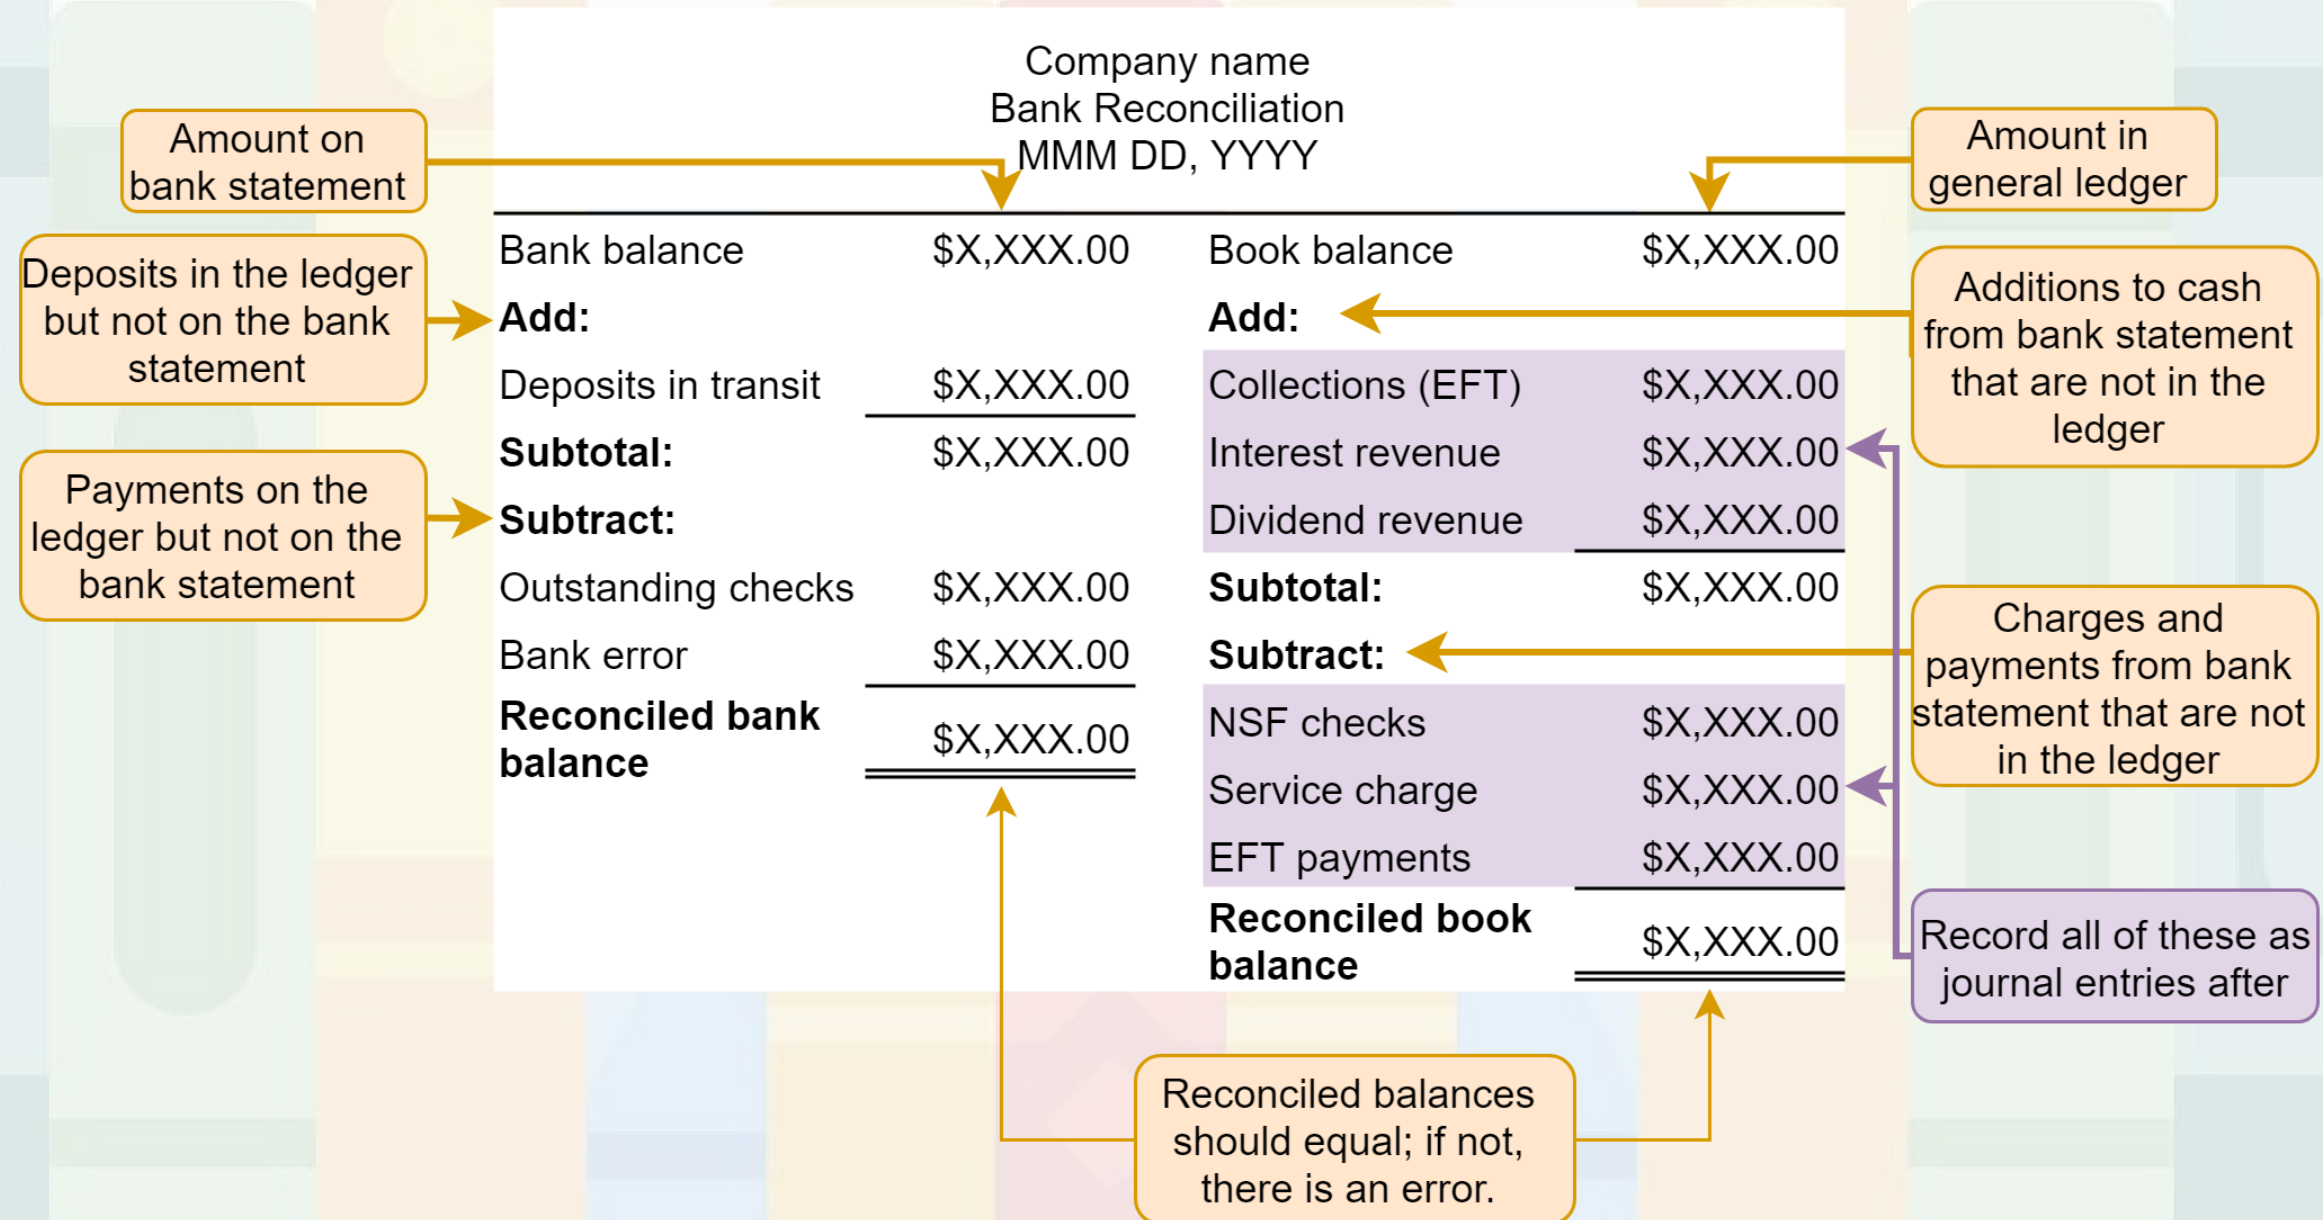 Company name
Bank Reconciliation
MMM DD, YYYY
Amount on
bank statement
Deposits in the ledger
but not on the bank
statement
Payments on the
ledger but not on the
bank statement
Bank balance $X,XXX.00
Add:
Deposits in transit $X,XXX.00
Subtotal: $X,XXX.00
Subtract:
Outstanding checks $X,XXX.00
Bank error $X,XXX.00
Reconciled bank
balance $X,XXX.00
Book balance $X,XXX.00
Add:
Collections (EFT) $X,XXX.00
Interest revenue $X,XXX.00
Dividend revenue $X,XXX.00
Subtotal: $X,XXX.00
Subtract:
NSF checks $X,XXX.00
Service charge $X,XXX.00
EFT payments $X,XXX.00
Reconciled book
balance $X,XXX.00
Amount in
general ledger
Additions to cash
from bank statement
that are not in the
ledger
Charges and
payments from bank
statement that are not
in the ledger
Record all of these as
journal entries after
Reconciled balances
should equal; if not,
there is an error.